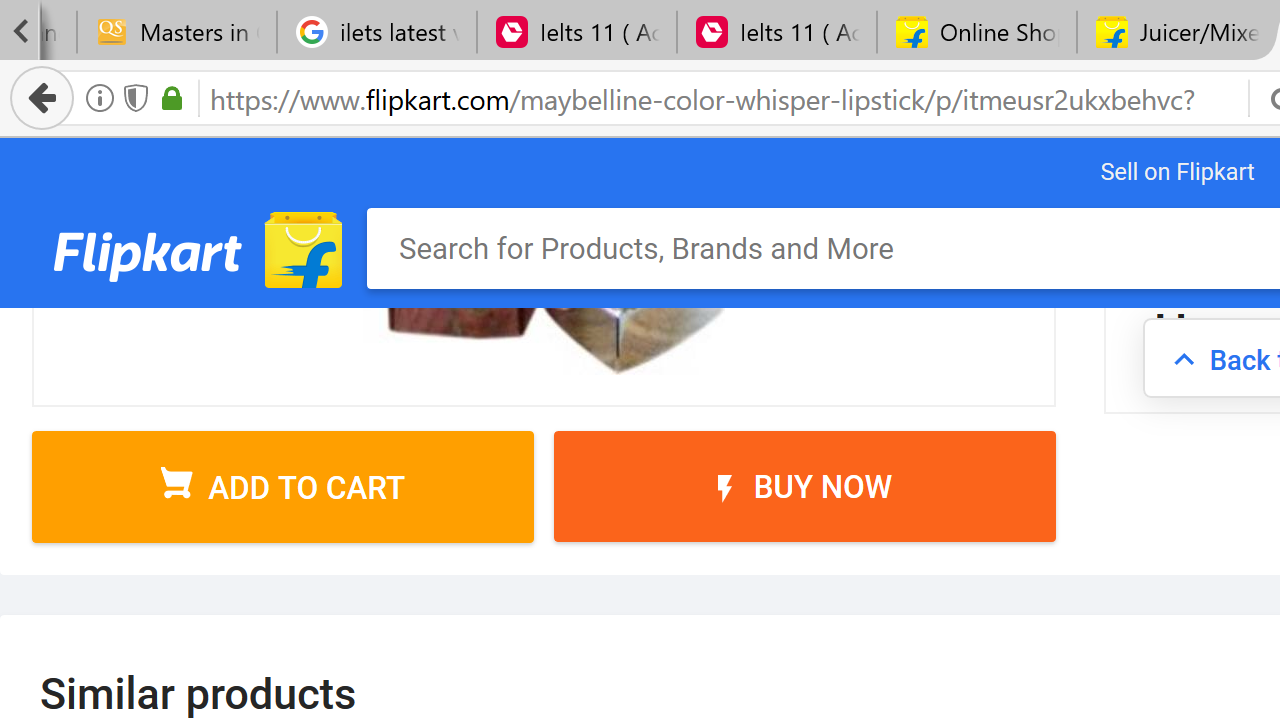 Masters in
ilets latest
Ielts 11 ( Ac
Ielts 11 ( Ac
Online Shop
Juicer/Mixe
https://www.flipkart.com/maybelline-color-whisper-lipstick/p/itmeusr2ukxbehvc?
Sell on Flipkart
Flipkart
Search for Products, Brands and More
Back
ADD TO CART
BUY NOW
Similar products